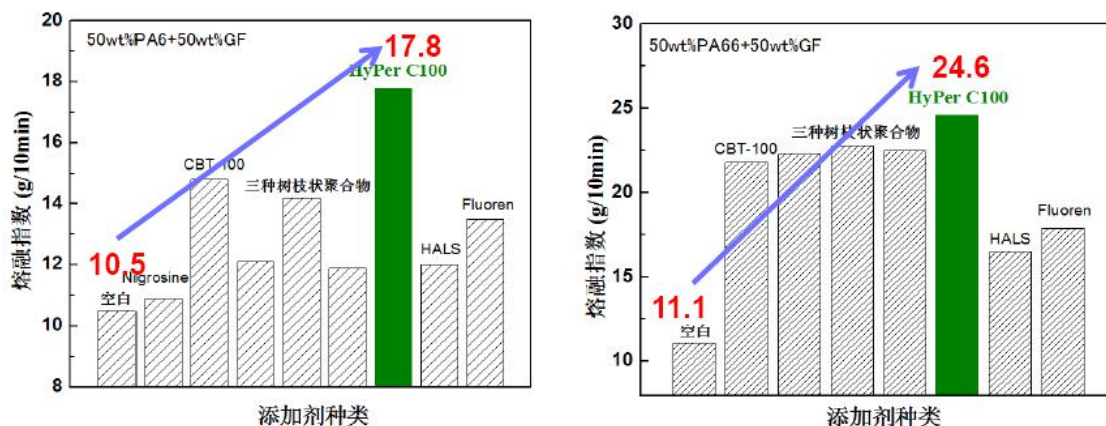 50wt%PA6+50wt%GF
20
18
16
14
12
10
8
熔融指数 (g/10min)
17.8
HyPer C100
CBT-100
三种树枝状聚合物
Fluoren
HALS
10.5
Nigrosine
空白
添加剂种类
50wt%PA66+50wt%GF
30
25
20
15
10
熔融指数 (g/10min)
24.6
HyPer C100
三种树枝状聚合物
CBT-100
Fluoren
HALS
11.1
空白
添加剂种类